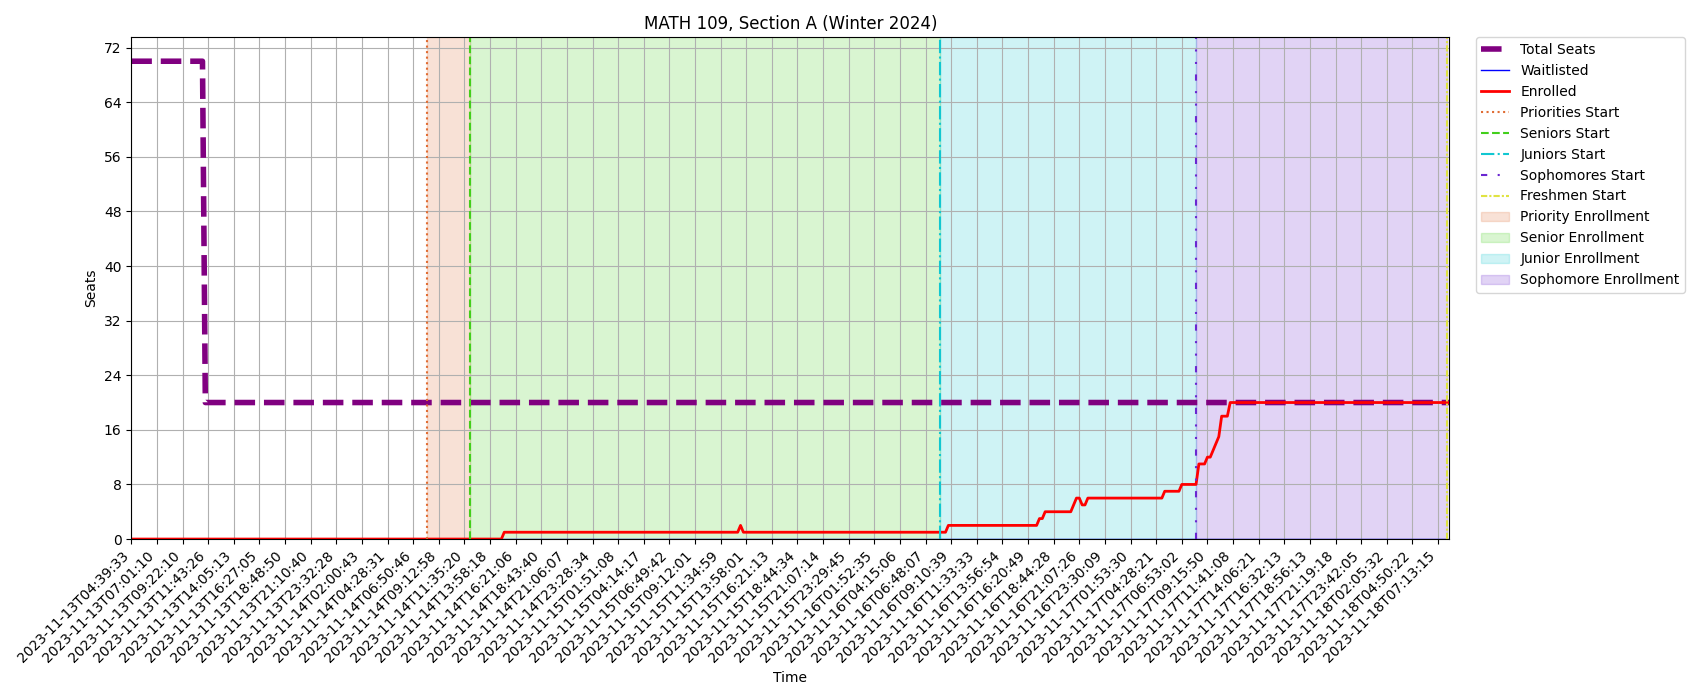 MATH 109, Section A (Winter 2024)
Seats
72
64
56
48
40
32
24
16
8
0
2023-11-13T04:39:33
2023-11-13T07:01:10
2023-11-13T09:22:10
2023-11-13T11:43:26
2023-11-13T14:05:13
2023-11-13T16:27:05
2023-11-13T18:48:50
2023-11-13T21:10:40
2023-11-13T23:32:28
2023-11-14T02:00:43
2023-11-14T04:28:31
2023-11-14T06:50:46
2023-11-14T09:12:58
2023-11-14T11:35:20
2023-11-14T13:58:18
2023-11-14T16:21:06
2023-11-14T18:43:40
2023-11-14T21:06:07
2023-11-14T23:28:34
2023-11-15T01:51:08
2023-11-15T04:14:17
2023-11-15T06:49:42
2023-11-15T09:12:01
2023-11-15T11:34:59
2023-11-15T13:58:01
2023-11-15T16:21:13
2023-11-15T18:44:37
2023-11-15T21:07:14
2023-11-15T23:29:45
2023-11-16T01:52:35
2023-11-16T04:15:06
2023-11-16T06:48:07
2023-11-16T09:10:39
2023-11-16T11:33:33
2023-11-16T13:56:54
2023-11-16T16:20:49
2023-11-16T18:44:28
2023-11-16T21:07:26
2023-11-16T23:30:09
2023-11-17T01:53:30
2023-11-17T04:28:21
2023-11-17T06:53:02
2023-11-17T09:15:50
2023-11-17T11:41:08
2023-11-17T14:06:21
2023-11-17T16:32:13
2023-11-17T18:56:13
2023-11-17T21:19:18
2023-11-17T23:42:05
2023-11-18T02:05:32
2023-11-18T04:50:22
2023-11-18T07:13:15
Time
Total Seats
Waitlisted
Enrolled
Priorities Start
Seniors Start
Juniors Start
Sophomores Start
Freshmen Start
Priority Enrollment
Senior Enrollment
Junior Enrollment
Sophomore Enrollment